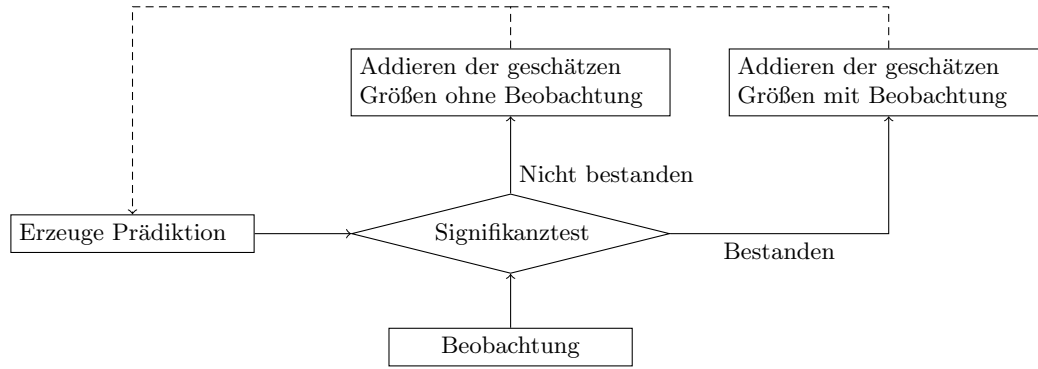 Addieren der geschätzen
Größen ohne Beobachtung
Addieren der geschätzen
Größen mit Beobachtung
Nicht bestanden
Erzeuge Prädiktion
Signifikanztest
Bestanden
Beobachtung